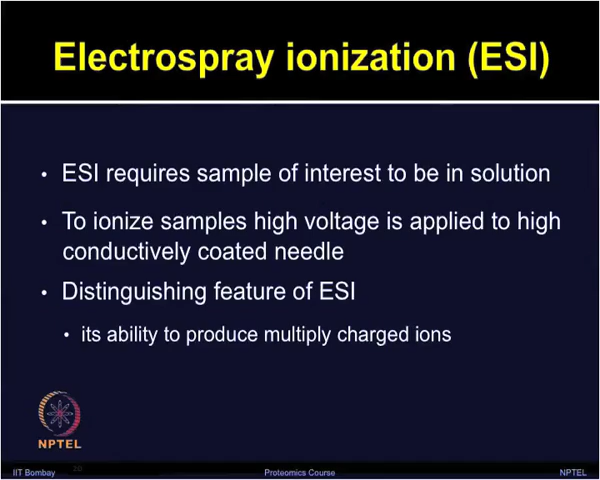 Electrospray ionization (ESI)
• ESI requires sample of interest to be in solution
• To ionize samples high voltage is applied to high
conductively coated needle
• Distinguishing feature of ESI
• its ability to produce multiply charged ions
NPTEL
IIT Bombay
Proteomics Course
NPTEL